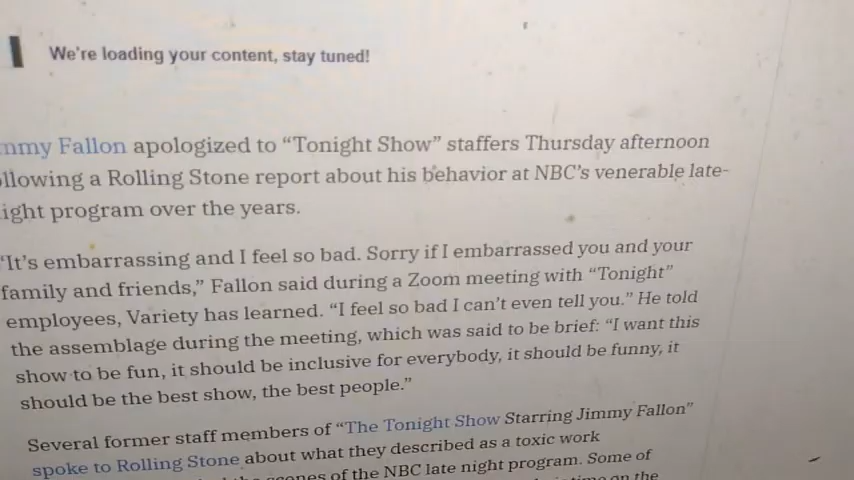 We're loading your content, stay tuned!
Fallon apologized to “Tonight Show” staffers Thursday afternoon
a Rolling Stone report about his behavior at NBC's venerable late-
program over the years.
“It's embarrassing and I feel so bad. Sorry if I embarrassed you and your
family and friends,” Fallon said during a Zoom meeting with “Tonight”
employees, Variety has learned. “I feel so bad I can't even tell you.” He told
the assemblage during the meeting, which was said to be brief: “I want this
show to be fun, it should be inclusive for everybody, it should be funny, it
should be the best show, the best people.”
Several former staff members of “The Tonight Show Starring Jimmy Fallon”
spoke to Rolling Stone about what they described as a toxic work
of the NBC late night program. Some of
on the